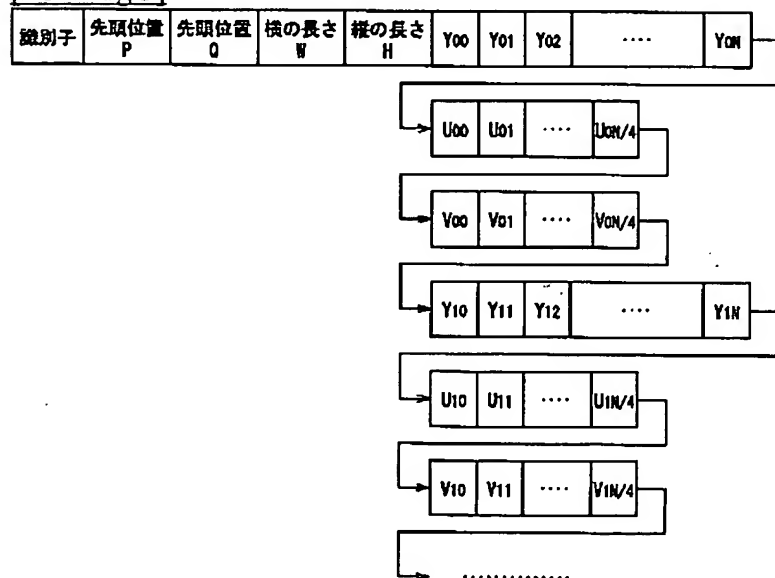 識別子 先頭位置 P 先頭位置 Q 横の長さ W 縦の長さ H Y00 Y01 Y02 ‥‥ Y0N
U00 U01 ‥‥ U0N/4
V00 V01 ‥‥ V0N/4
Y10 Y11 Y12 ‥‥ Y1N
U10 U11 ‥‥ U1N/4
V10 V11 ‥‥ V1N/4